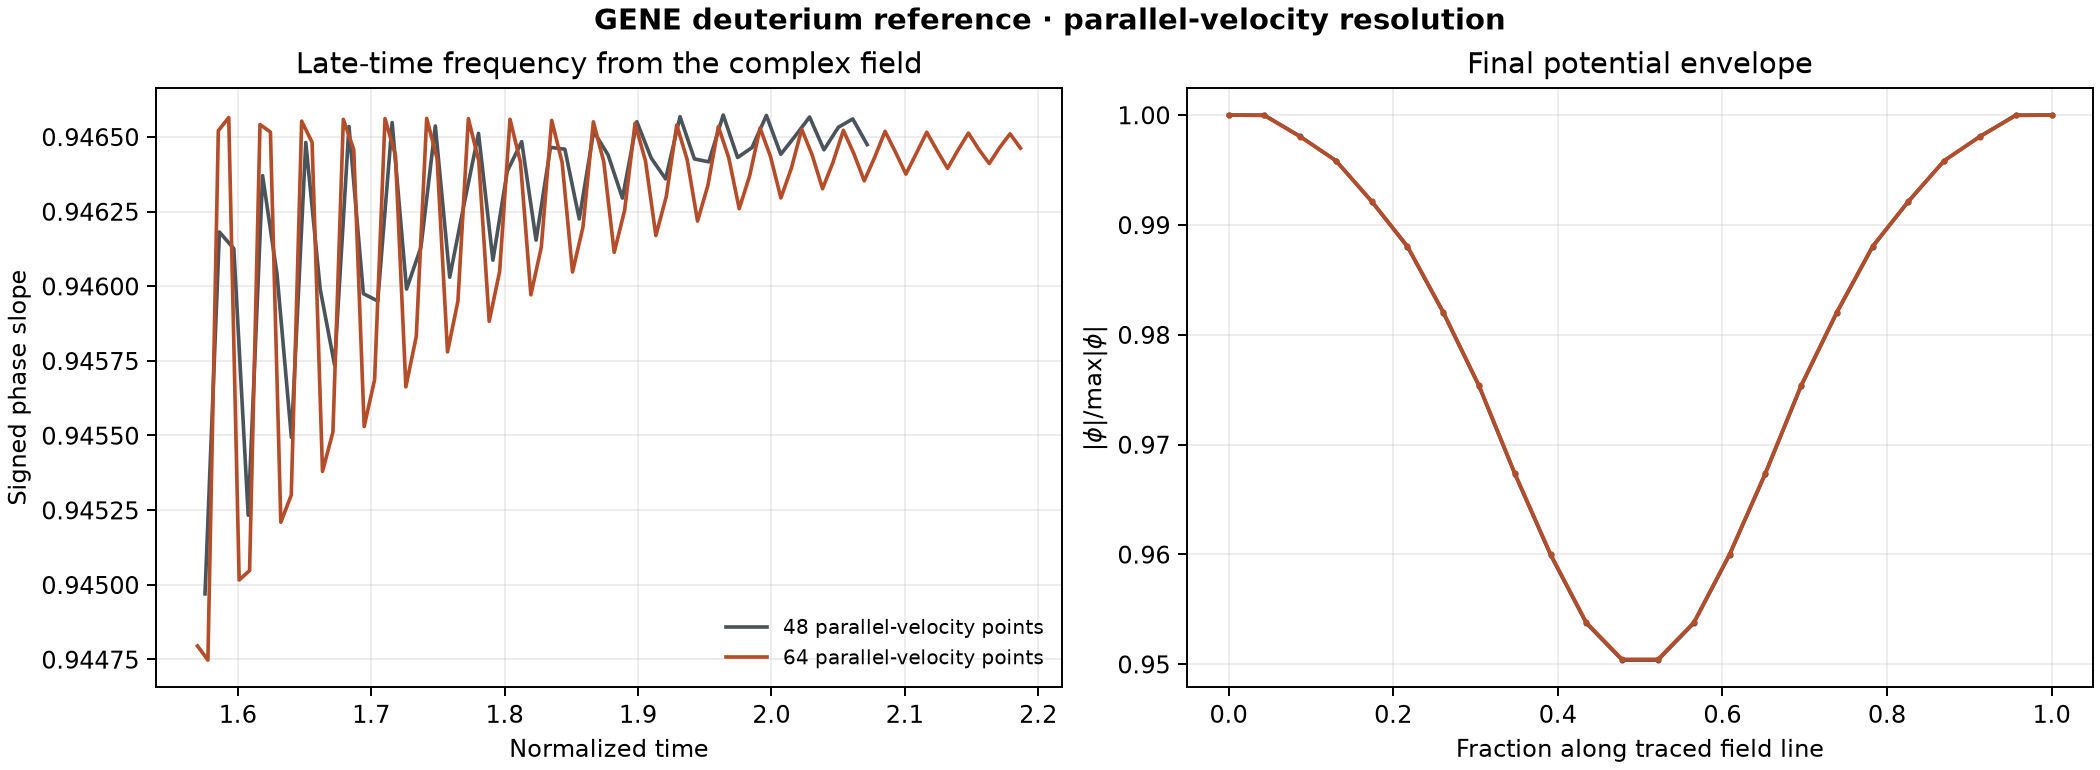 GENE deuterium reference · parallel-velocity resolution
Late-time frequency from the complex field
Signed phase slope
0.94650
0.94625
0.94600
0.94575
0.94550
0.94525
0.94500
0.94475
48 parallel-velocity points
64 parallel-velocity points
1.6 1.7 1.8 1.9 2.0 2.1 2.2
Normalized time
Final potential envelope
|ϕ|/max|ϕ|
1.00
0.99
0.98
0.97
0.96
0.95
0.0 0.2 0.4 0.6 0.8 1.0
Fraction along traced field line